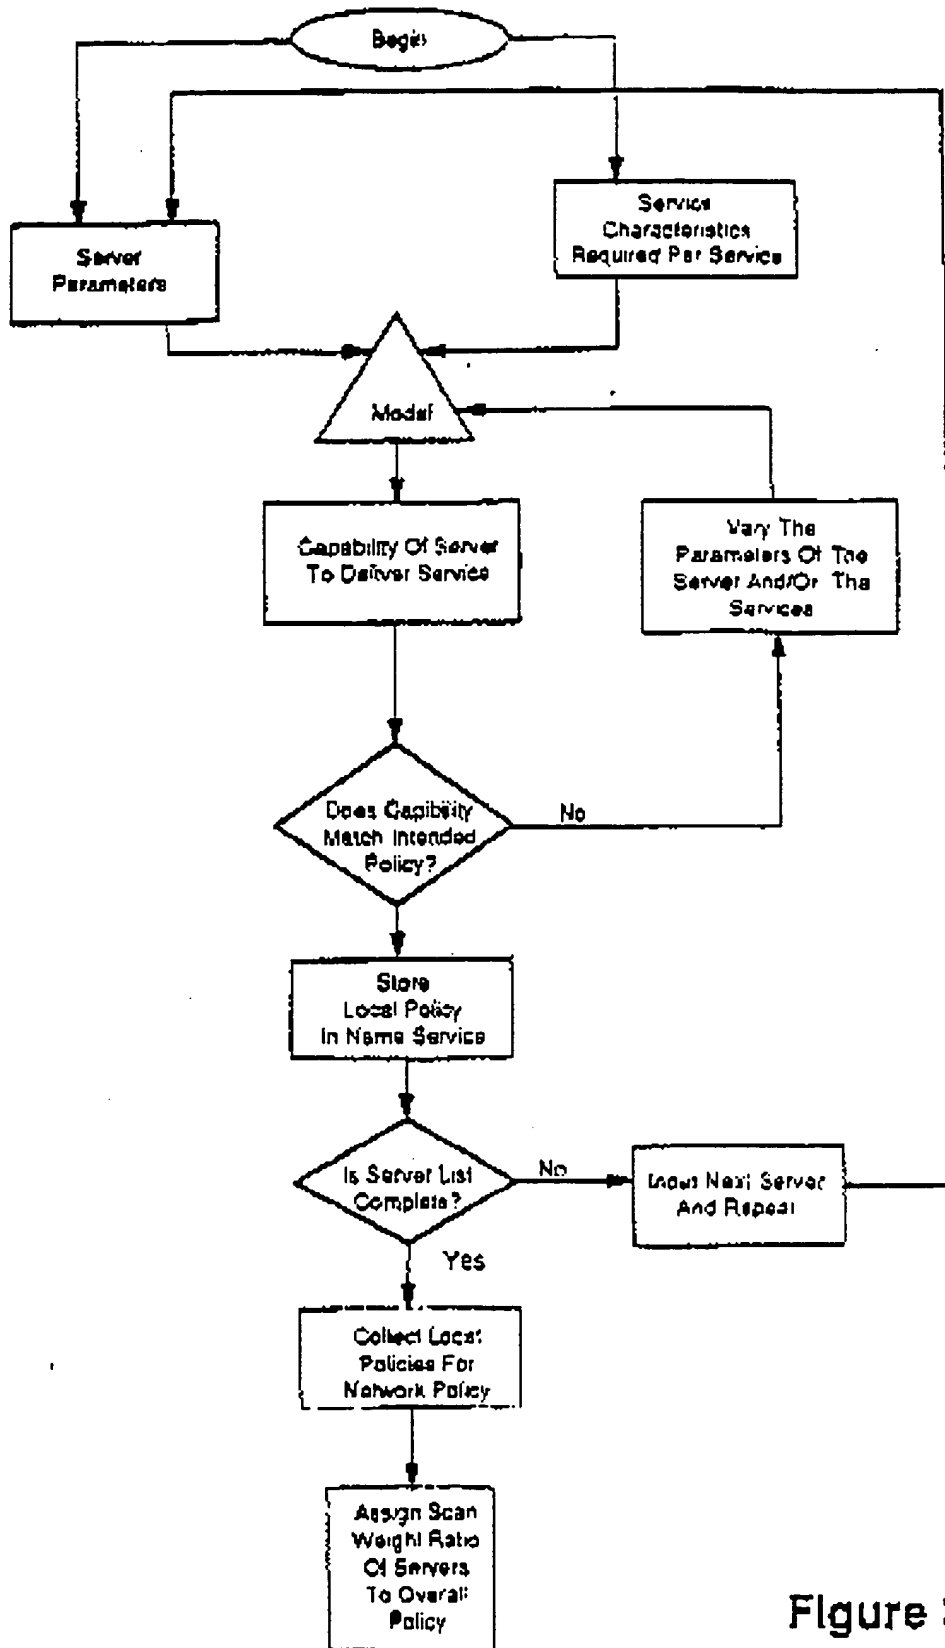 Begin
Server
Parameters
Service
Characteristics
Required Per Service
Model
Capability Of Server
To Deliver Service
Vary The
Parameters Of The
Server And/Or The
Services
Does Capibility
Match Intended
Policy?
No
Store
Local Policy
In Name Service
Is Server List
Complete?
No
Input Next Server
And Repeat
Yes
Collect Local
Policies For
Network Policy
Assign Scan
Weight Ratio
Of Servers
To Overall
Policy
Figure